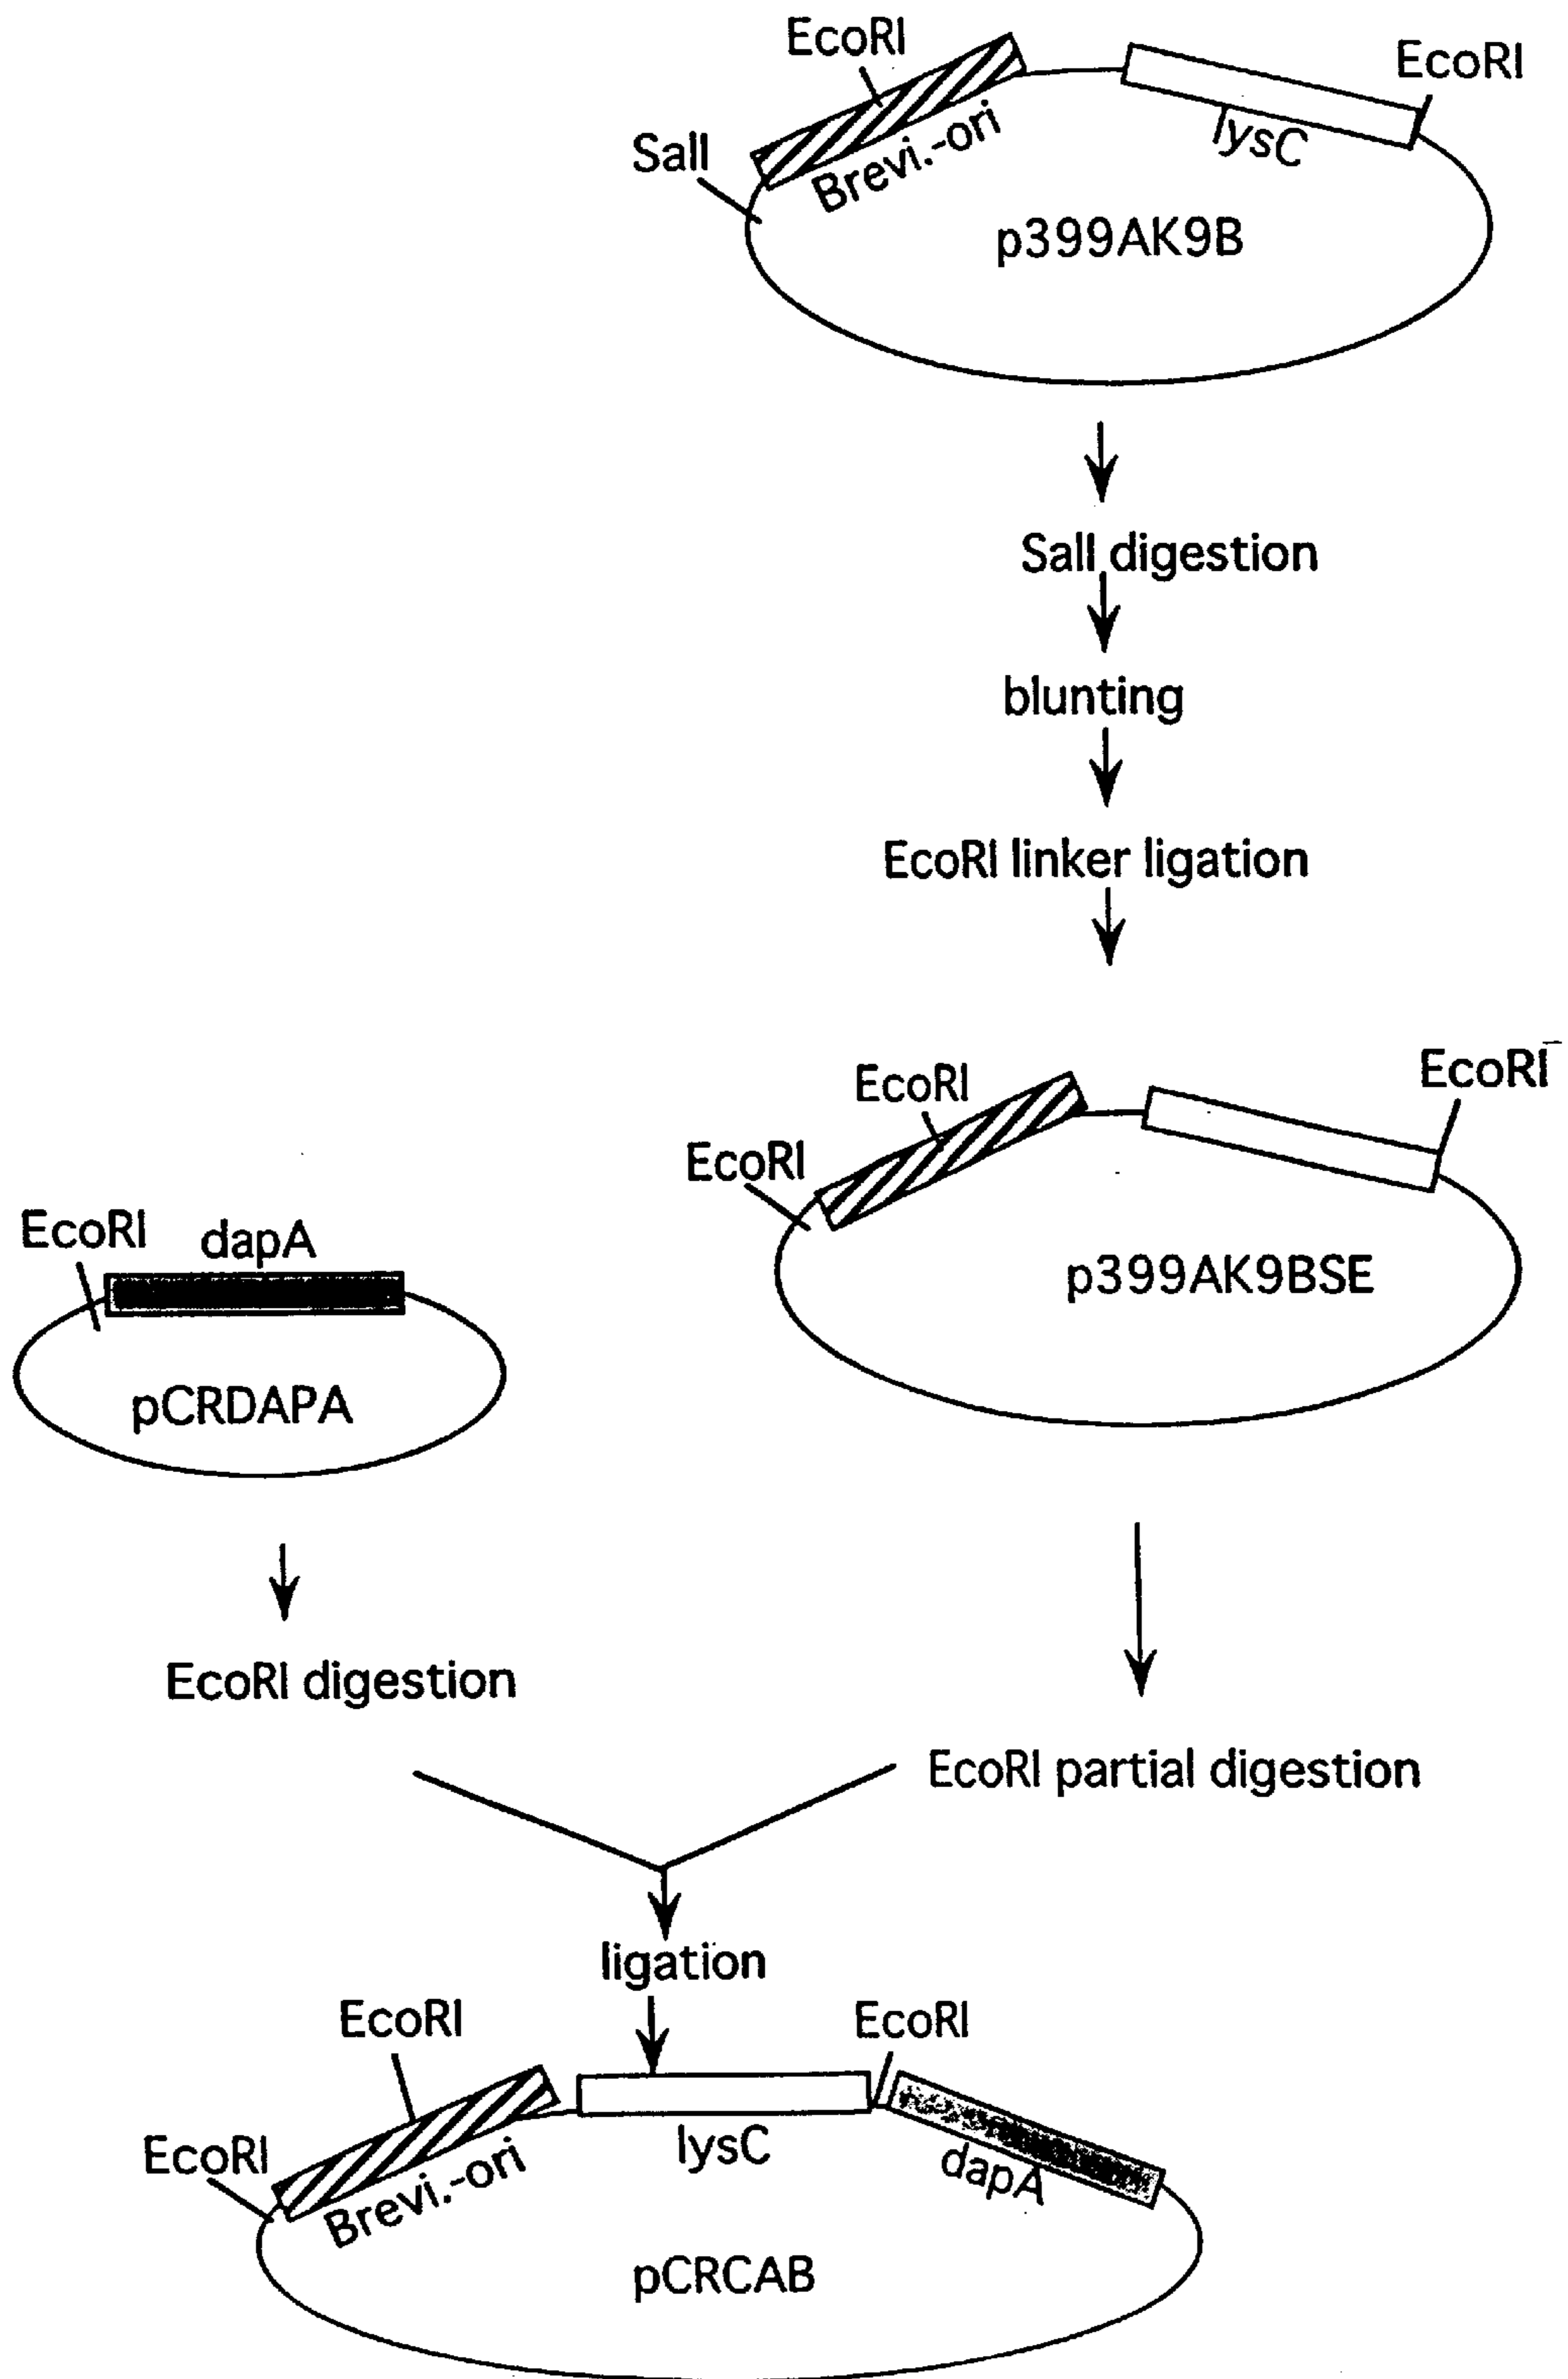 EcoRI
EcoRI
SalI
Brevi.-ori
lysC
p399AK9B
SalI digestion
blunting
EcoRI linker ligation
EcoRI
EcoRI
EcoRI
p399AK9BSE
EcoRI
dapA
pCRDAPA
EcoRI digestion
EcoRI partial digestion
ligation
EcoRI
EcoRI
EcoRI
Brevi.-ori
lysC
dapA
pCRCAB